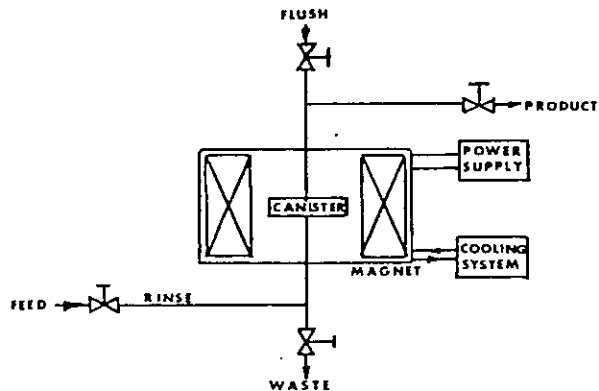 FLUSH
PRODUCT
POWER
SUPPLY
CANISTER
COOLING
SYSTEM
MAGNET
FEED
RINSE
WASTE